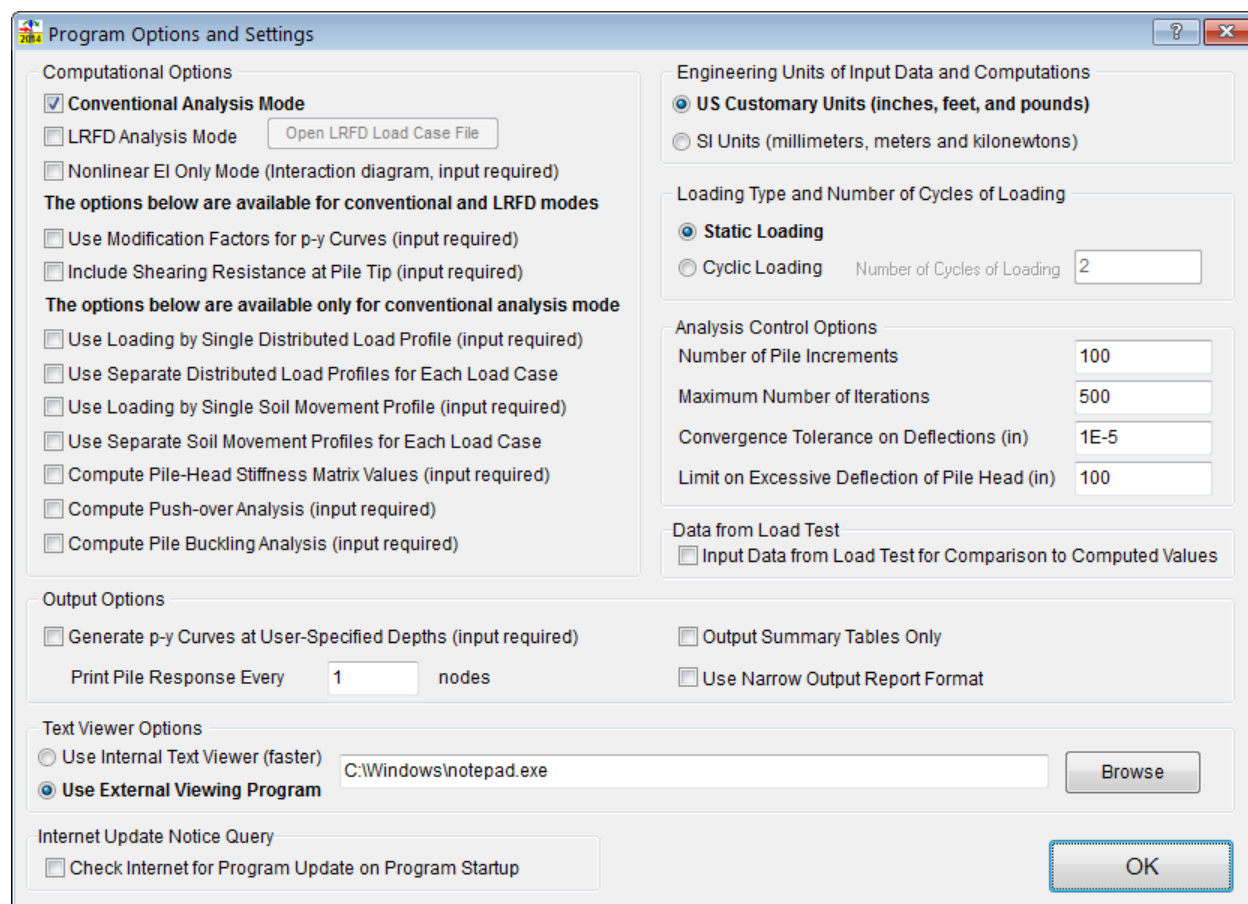 2014 Program Options and Settings
Computational Options
Conventional Analysis Mode
LRFD Analysis Mode
Open LRFD Load Case File
Nonlinear EI Only Mode (Interaction diagram, input required)
The options below are available for conventional and LRFD modes
Use Modification Factors for p-y Curves (input required)
Include Shearing Resistance at Pile Tip (input required)
The options below are available only for conventional analysis mode
Use Loading by Single Distributed Load Profile (input required)
Use Separate Distributed Load Profiles for Each Load Case
Use Loading by Single Soil Movement Profile (input required)
Use Separate Soil Movement Profiles for Each Load Case
Compute Pile-Head Stiffness Matrix Values (input required)
Compute Push-over Analysis (input required)
Compute Pile Buckling Analysis (input required)
Engineering Units of Input Data and Computations
US Customary Units (inches, feet, and pounds)
SI Units (millimeters, meters and kilonewtons)
Loading Type and Number of Cycles of Loading
Static Loading
Cyclic Loading Number of Cycles of Loading 2
Analysis Control Options
Number of Pile Increments 100
Maximum Number of Iterations 500
Convergence Tolerance on Deflections (in) 1E-5
Limit on Excessive Deflection of Pile Head (in) 100
Data from Load Test
Input Data from Load Test for Comparison to Computed Values
Output Options
Generate p-y Curves at User-Specified Depths (input required)
Print Pile Response Every 1 nodes
Output Summary Tables Only
Use Narrow Output Report Format
Text Viewer Options
Use Internal Text Viewer (faster)
Use External Viewing Program
C:\Windows\notepad.exe
Browse
Internet Update Notice Query
Check Internet for Program Update on Program Startup
OK